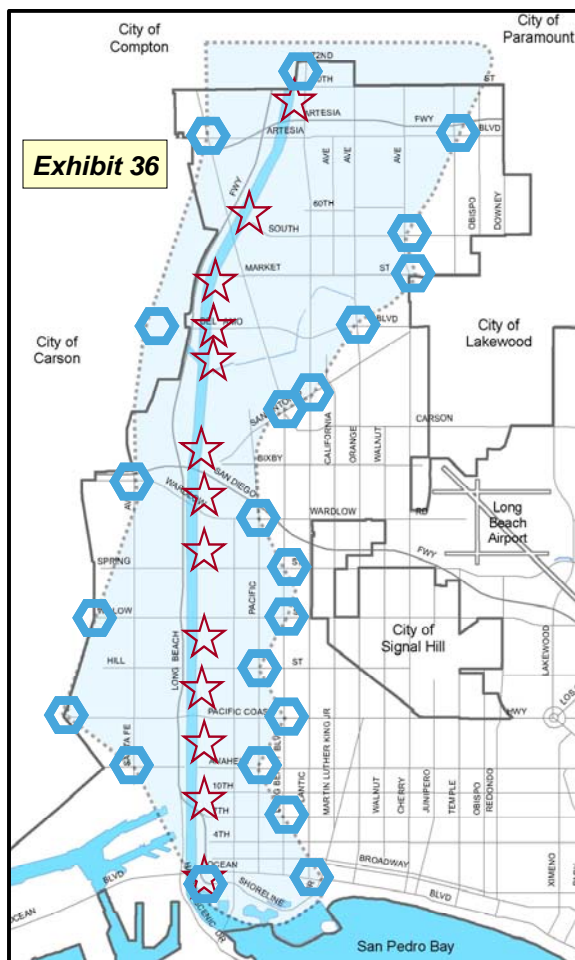 City of
Compton
City of
Paramount
72ND
ST
ARTESIA
FWY
ARTESIA
BLVD
Exhibit 36
AVE
AVE
AVE
FWY
60TH
OBISPO
DOWNEY
SOUTH
MARKET
ST
BLVD
City of
Carson
City of
Lakewood
CARSON
CALIFORNIA
ORANGE
WALNUT
BIXBY
SAN DIEGO
WARDLOW
WARDLOW
RD
Long
Beach
Airport
FWY
SPRING
PACIFIC
City of
Signal Hill
LAKEWOOD
HILL
ST
LONG BEACH
PACIFIC COAST
HWY
MARTIN LUTHER KING JR
WALNUT
CHERRY
JUNIPERO
TEMPLE
OBISPO
REDONDO
10TH
4TH
XIMENO
OCEAN
BROADWAY
BLVD
SHORELINE
BLVD
OCEAN
SCENIC DR
San Pedro Bay